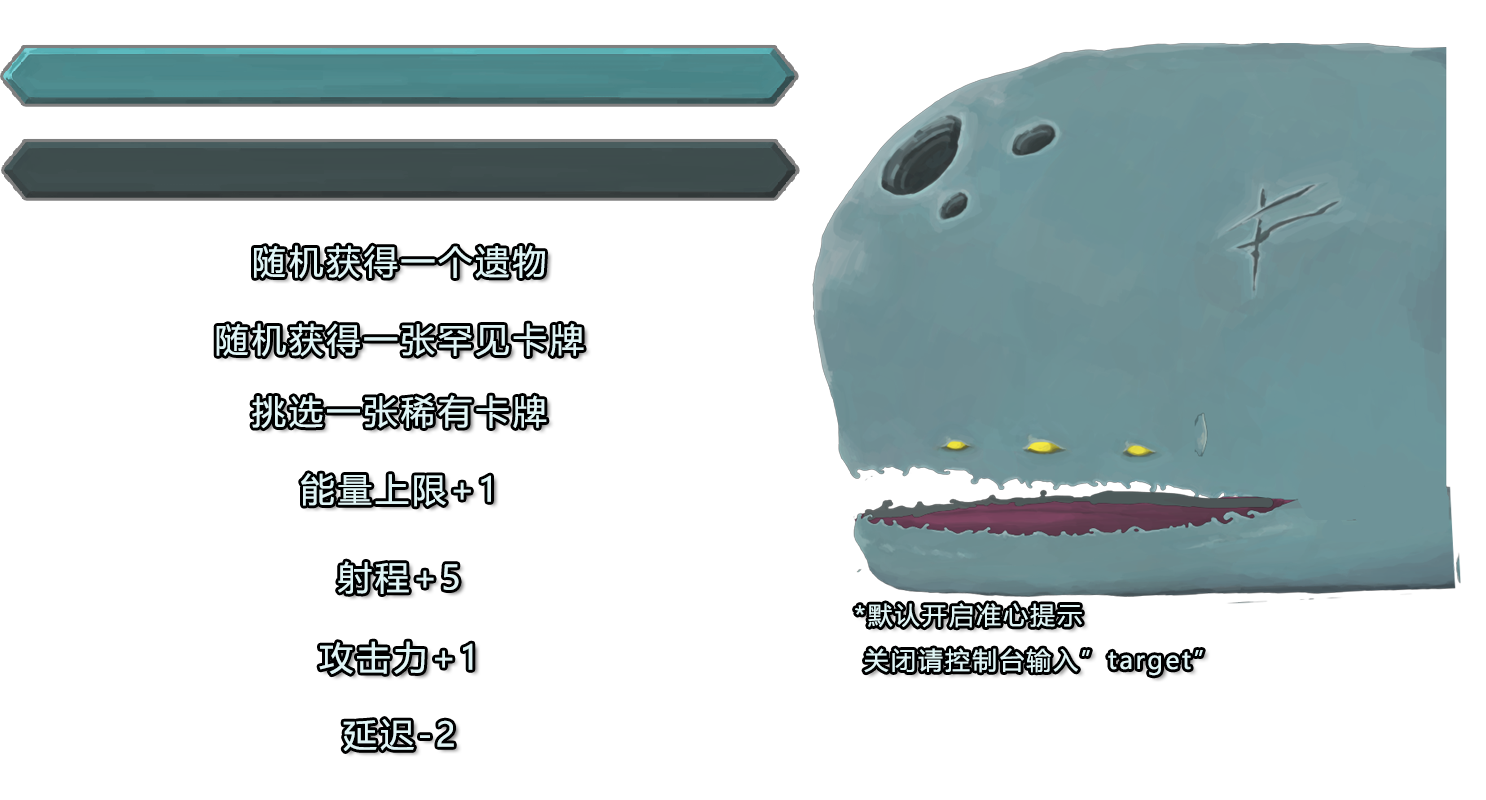 随机获得一个遗物
随机获得一张罕见卡牌
挑选一张稀有卡牌
能量上限+1
射程+5
攻击力+1
延迟-2
*默认开启准心提示
关闭请控制台输入”target”